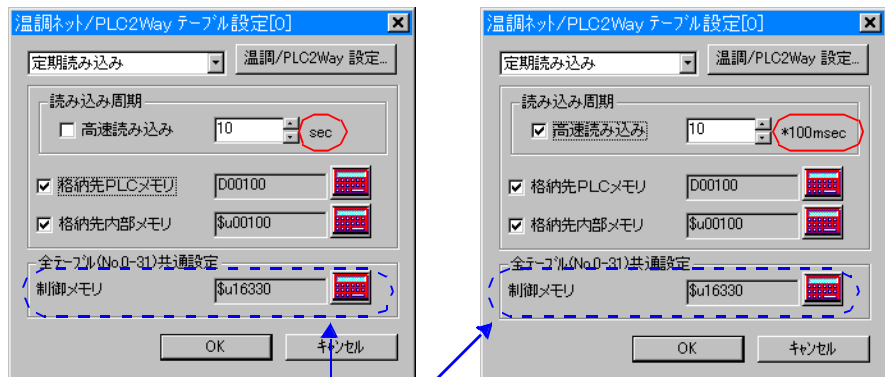 温調ネット/PLC2Way テーブル設定[0]
定期読み込み
温調/PLC2Way 設定...
読み込み周期
高速読み込み
10
sec
格納先PLCメモリ
D00100
格納先内部メモリ
$u00100
全テーブル(No.0-31)共通設定
制御メモリ
$u16330
OK
キャンセル
温調ネット/PLC2Way テーブル設定[0]
定期読み込み
温調/PLC2Way 設定...
読み込み周期
高速読み込み
10
*100msec
格納先PLCメモリ
D00100
格納先内部メモリ
$u00100
全テーブル(No.0-31)共通設定
制御メモリ
$u16330
OK
キャンセル